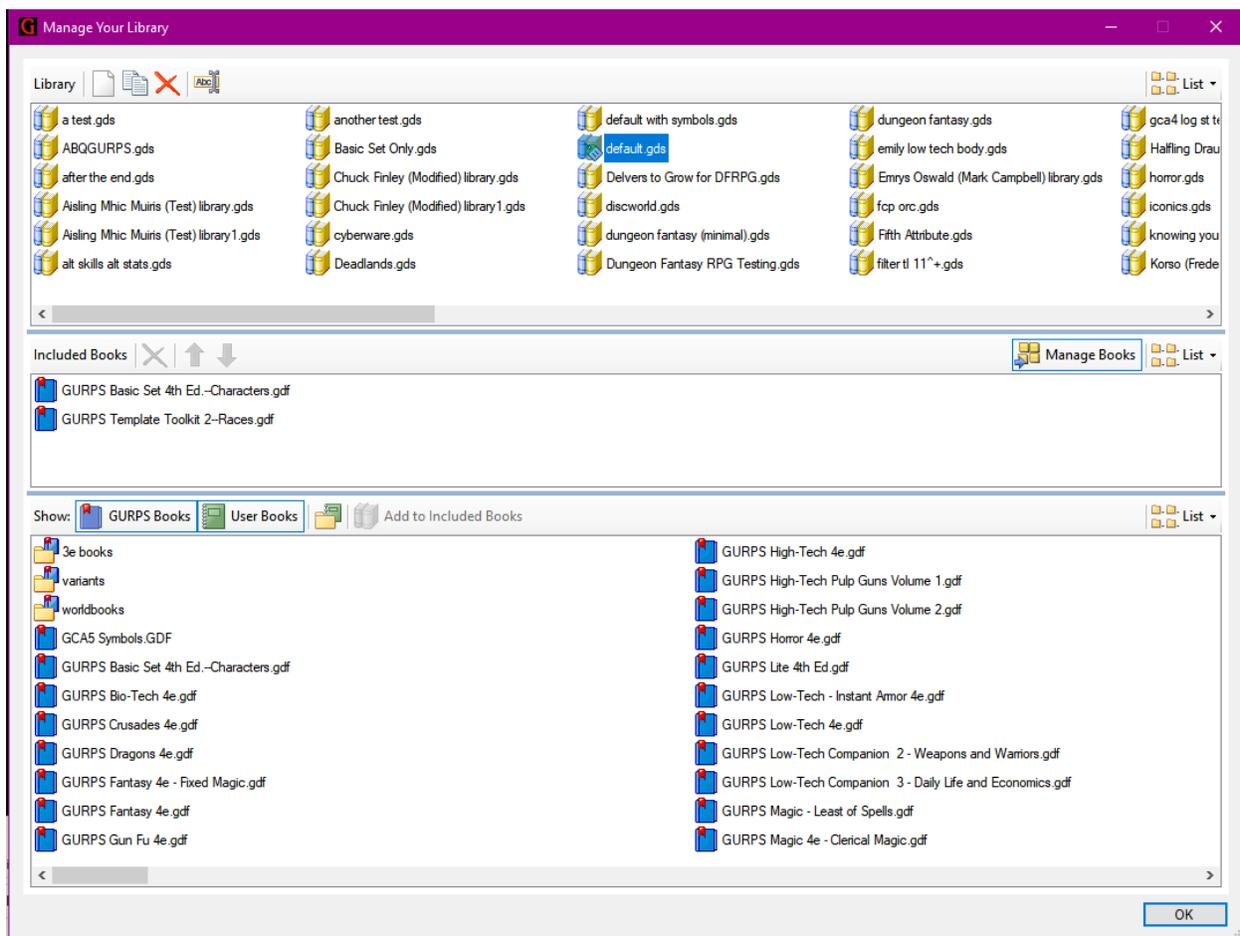 Manage Your Library
Library Abc List
a test.gds
ABQGURPS.gds
after the end.gds
Aisling Mhic Muiris (Test) library.gds
Aisling Mhic Muiris (Test) library1.gds
alt skills alt stats.gds
another test.gds
Basic Set Only.gds
Chuck Finley (Modified) library.gds
Chuck Finley (Modified) library1.gds
cyberware.gds
Deadlands.gds
default with symbols.gds
default.gds
Delvers to Grow for DFRPG.gds
discworld.gds
dungeon fantasy (minimal).gds
Dungeon Fantasy RPG Testing.gds
dungeon fantasy.gds
emily low tech body.gds
Emrys Oswald (Mark Campbell) library.gds
fcp orc.gds
Fifth Attribute.gds
filter tl 11^+.gds
gca4 log st te
Halfling Drau
horror.gds
iconics.gds
knowing you
Korso (Frede
Included Books Manage Books List
GURPS Basic Set 4th Ed.--Characters.gdf
GURPS Template Toolkit 2--Races.gdf
Show: GURPS Books User Books Add to Included Books List
3e books
variants
worldbooks
GCA5 Symbols.GDF
GURPS Basic Set 4th Ed.--Characters.gdf
GURPS Bio-Tech 4e.gdf
GURPS Crusades 4e.gdf
GURPS Dragons 4e.gdf
GURPS Fantasy 4e - Fixed Magic.gdf
GURPS Fantasy 4e.gdf
GURPS Gun Fu 4e.gdf
GURPS High-Tech 4e.gdf
GURPS High-Tech Pulp Guns Volume 1.gdf
GURPS High-Tech Pulp Guns Volume 2.gdf
GURPS Horror 4e.gdf
GURPS Lite 4th Ed.gdf
GURPS Low-Tech - Instant Armor 4e.gdf
GURPS Low-Tech 4e.gdf
GURPS Low-Tech Companion  2 - Weapons and Warriors.gdf
GURPS Low-Tech Companion  3 - Daily Life and Economics.gdf
GURPS Magic - Least of Spells.gdf
GURPS Magic 4e - Clerical Magic.gdf
OK